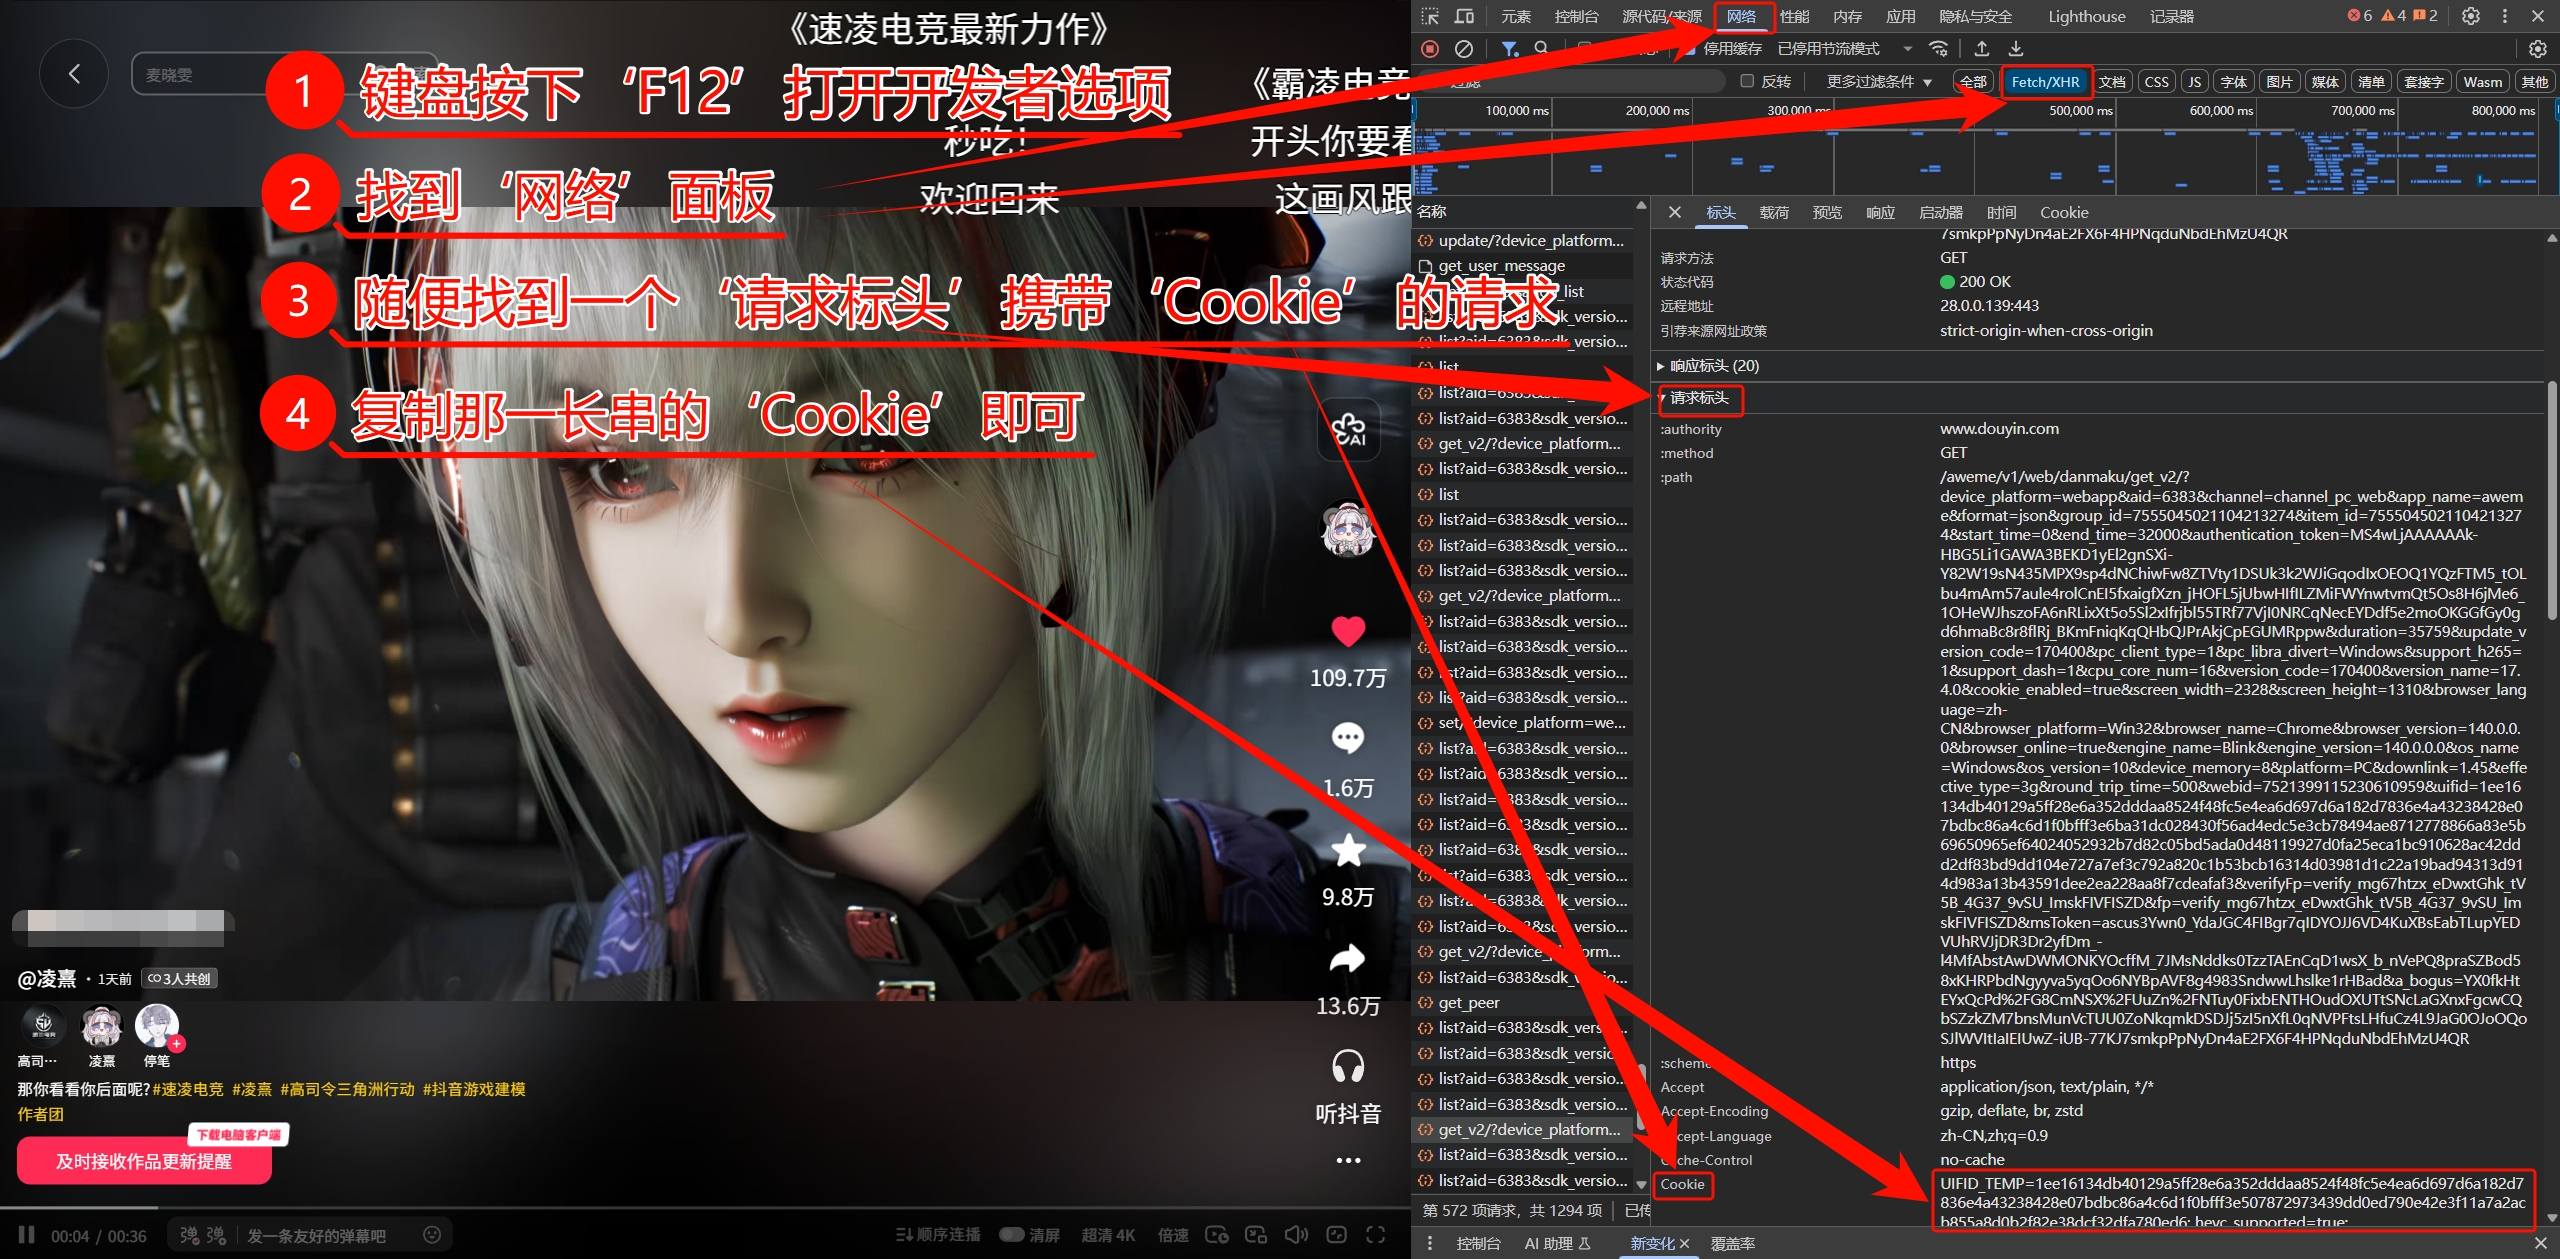 《速凌电竞最新力作》
麦晓雯
《霸凌电竞
秒吃！
开头你要看
欢迎回来
这画风跟
1 键盘按下‘F12’打开开发者选项
2 找到‘网络’面板
3 随便找到一个‘请求标头’携带‘Cookie’的请求
4 复制那一长串的‘Cookie’即可
AI
109.7万
1.6万
9.8万
13.6万
听抖音
@凌熹 · 1天前 3人共创
高司… 凌熹 停笔
那你看看你后面呢?#速凌电竞 #凌熹 #高司令三角洲行动 #抖音游戏建模
作者团
下载电脑客户端
及时接收作品更新提醒
00:04 / 00:36 弹 弹 发一条友好的弹幕吧 顺序连播 清屏 超清 4K 倍速
元素 控制台 源代码/来源 网络 性能 内存 应用 隐私与安全 Lighthouse 记录器 6 4 2
停用缓存 已停用节流模式
反转 更多过滤条件 全部 Fetch/XHR 文档 CSS JS 字体 图片 媒体 清单 套接字 Wasm 其他
100,000 ms 200,000 ms 300,000 ms 500,000 ms 600,000 ms 700,000 ms 800,000 ms
名称
update/?device_platform...
get_user_message
list
list?aid=6383&sdk_versio...
list
list?aid=6383&sdk_versio...
list?aid=6383&sdk_versio...
get_v2/?device_platform...
list?aid=6383&sdk_versio...
list
list?aid=6383&sdk_versio...
list?aid=6383&sdk_versio...
list?aid=6383&sdk_versio...
get_v2/?device_platform...
list?aid=6383&sdk_versio...
list?aid=6383&sdk_versio...
list?aid=6383&sdk_versio...
list?aid=6383&sdk_versio...
set/?device_platform=we...
list?aid=6383&sdk_versio...
list?aid=6383&sdk_versio...
list?aid=6383&sdk_versio...
list?aid=6383&sdk_versio...
list?aid=6383&sdk_versio...
list?aid=6383&sdk_versio...
list?aid=6383&sdk_versio...
list?aid=6383&sdk_versio...
get_v2/?device_platform...
list?aid=6383&sdk_versio...
get_peer
list?aid=6383&sdk_versio...
list?aid=6383&sdk_versio...
list?aid=6383&sdk_versio...
list?aid=6383&sdk_versio...
get_v2/?device_platform...
list?aid=6383&sdk_versio...
list?aid=6383&sdk_versio...
第 572 项请求，共 1294 项
标头 载荷 预览 响应 启动器 时间 Cookie
7smkpPpNyDn4aE2FX6F4HPNqduNbdEhMzU4QR
请求方法 GET
状态代码 200 OK
远程地址 28.0.0.139:443
引荐来源网址政策 strict-origin-when-cross-origin
响应标头 (20)
请求标头
:authority www.douyin.com
:method GET
:path /aweme/v1/web/danmaku/get_v2/?
device_platform=webapp&aid=6383&channel=channel_pc_web&app_name=awem
e&format=json&group_id=7555045021104213274&item_id=755504502110421327
4&start_time=0&end_time=32000&authentication_token=MS4wLjAAAAAAk-
HBG5Li1GAWA3BEKD1yEl2gnSXi-
ersion_code=170400&pc_client_type=1&pc_libra_divert=Windows&support_h265=
1&support_dash=1&cpu_core_num=16&version_code=170400&version_name=17.
4.0&cookie_enabled=true&screen_width=2328&screen_height=1310&browser_lang
uage=zh-
CN&browser_platform=Win32&browser_name=Chrome&browser_version=140.0.0.
0&browser_online=true&engine_name=Blink&engine_version=140.0.0.0&os_name
=Windows&os_version=10&device_memory=8&platform=PC&downlink=1.45&effe
ctive_type=3g&round_trip_time=500&webid=7521399115230610959&uifid=1ee16
134db40129a5ff28e6a352dddaa8524f48fc5e4ea6d697d6a182d7836e4a43238428e0
:scheme https
Accept application/json, text/plain, */*
Accept-Encoding gzip, deflate, br, zstd
Accept-Language zh-CN,zh;q=0.9
Cache-Control no-cache
Cookie UIFID_TEMP=1ee16134db40129a5ff28e6a352dddaa8524f48fc5e4ea6d697d6a182d7
836e4a43238428e07bdbc86a4c6d1f0bfff3e507872973439dd0ed790e42e3f11a7a2ac
b855a8d0b2f82e38dcf32dfa780ed6; hevc_supported=true;
控制台 AI 助理 新变化 覆盖率